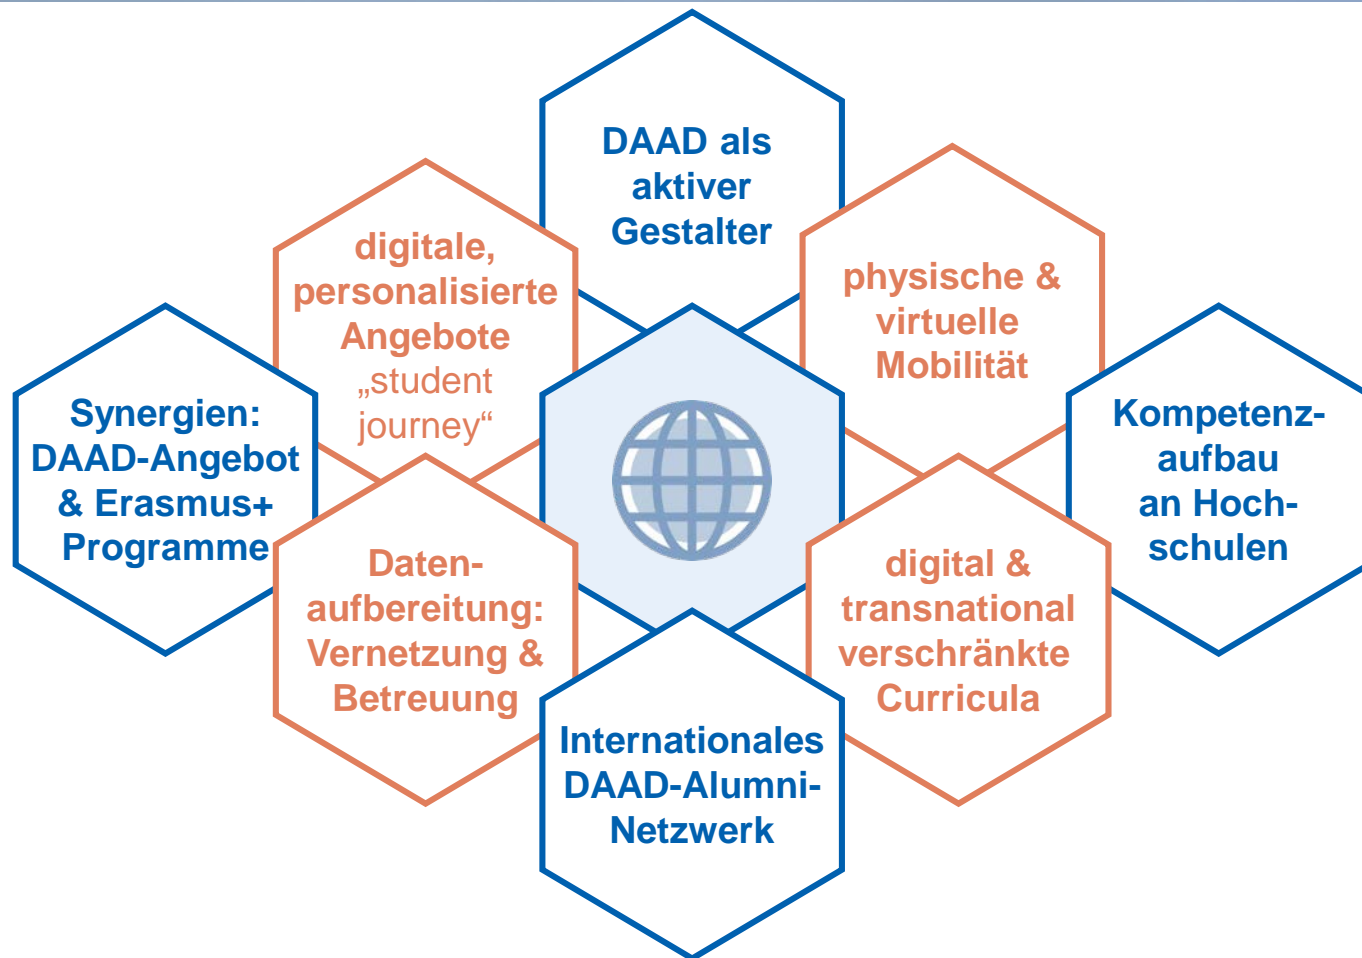 DAAD als
aktiver
Gestalter
digitale,
personalisierte
Angebote
„student
journey“
physische &
virtuelle
Mobilität
Synergien:
DAAD-Angebot
& Erasmus+
Programme
Kompetenz-
aufbau
an Hoch-
schulen
Daten-
aufbereitung:
Vernetzung &
Betreuung
digital &
transnational
verschränkte
Curricula
Internationales
DAAD-Alumni-
Netzwerk